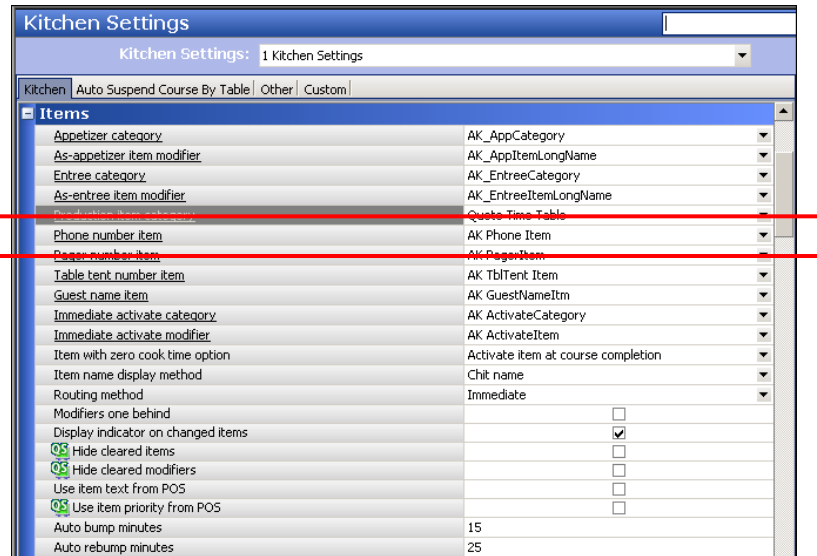 Kitchen Settings
Kitchen Settings: 1 Kitchen Settings
Kitchen Auto Suspend Course By Table Other Custom
Items
Appetizer category AK_AppCategory
As-appetizer item modifier AK_AppItemLongName
Entree category AK_EntreeCategory
As-entree item modifier AK_EntreeItemLongName
Production item category Quote Time Table
Phone number item AK Phone Item
Pager number item AK PagerItem
Table tent number item AK TblTent Item
Guest name item AK GuestNameItm
Immediate activate category AK ActivateCategory
Immediate activate modifier AK ActivateItem
Item with zero cook time option Activate item at course completion
Item name display method Chit name
Routing method Immediate
Modifiers one behind
Display indicator on changed items
QS Hide cleared items
QS Hide cleared modifiers
Use item text from POS
QS Use item priority from POS
Auto bump minutes 15
Auto rebump minutes 25